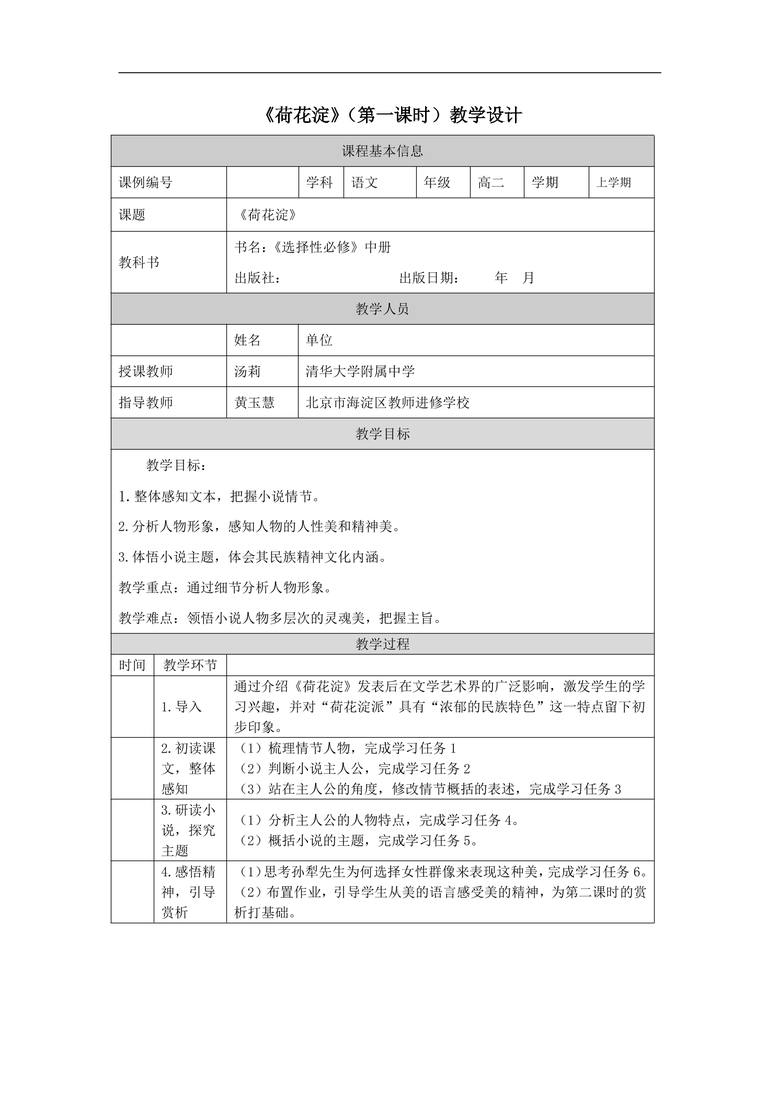 《荷花淀》（第一课时）教学设计
课程基本信息
课例编号 学科 语文 年级 高二 学期 上学期
课题 《荷花淀》
教科书 书名：《选择性必修》中册
出版社： 出版日期： 年 月
教学人员
姓名 单位
授课教师 汤莉 清华大学附属中学
指导教师 黄玉慧 北京市海淀区教师进修学校
教学目标
教学目标：
1.整体感知文本，把握小说情节。
2.分析人物形象，感知人物的人性美和精神美。
3.体悟小说主题，体会其民族精神文化内涵。
教学重点：通过细节分析人物形象。
教学难点：领悟小说人物多层次的灵魂美，把握主旨。
教学过程
时间 教学环节
1.导入
通过介绍《荷花淀》发表后在文学艺术界的广泛影响，激发学生的学
习兴趣，并对“荷花淀派”具有“浓郁的民族特色”这一特点留下初
步印象。
2.初读课
文，整体
感知
（1）梳理情节人物，完成学习任务1
（2）判断小说主人公，完成学习任务2
（3）站在主人公的角度，修改情节概括的表述，完成学习任务3
3.研读小
说，探究
主题
（1）分析主人公的人物特点，完成学习任务4。
（2）概括小说的主题，完成学习任务5。
4.感悟精
神，引导
赏析
（1）思考孙犁先生为何选择女性群像来表现这种美，完成学习任务6。
（2）布置作业，引导学生从美的语言感受美的精神，为第二课时的赏
析打基础。